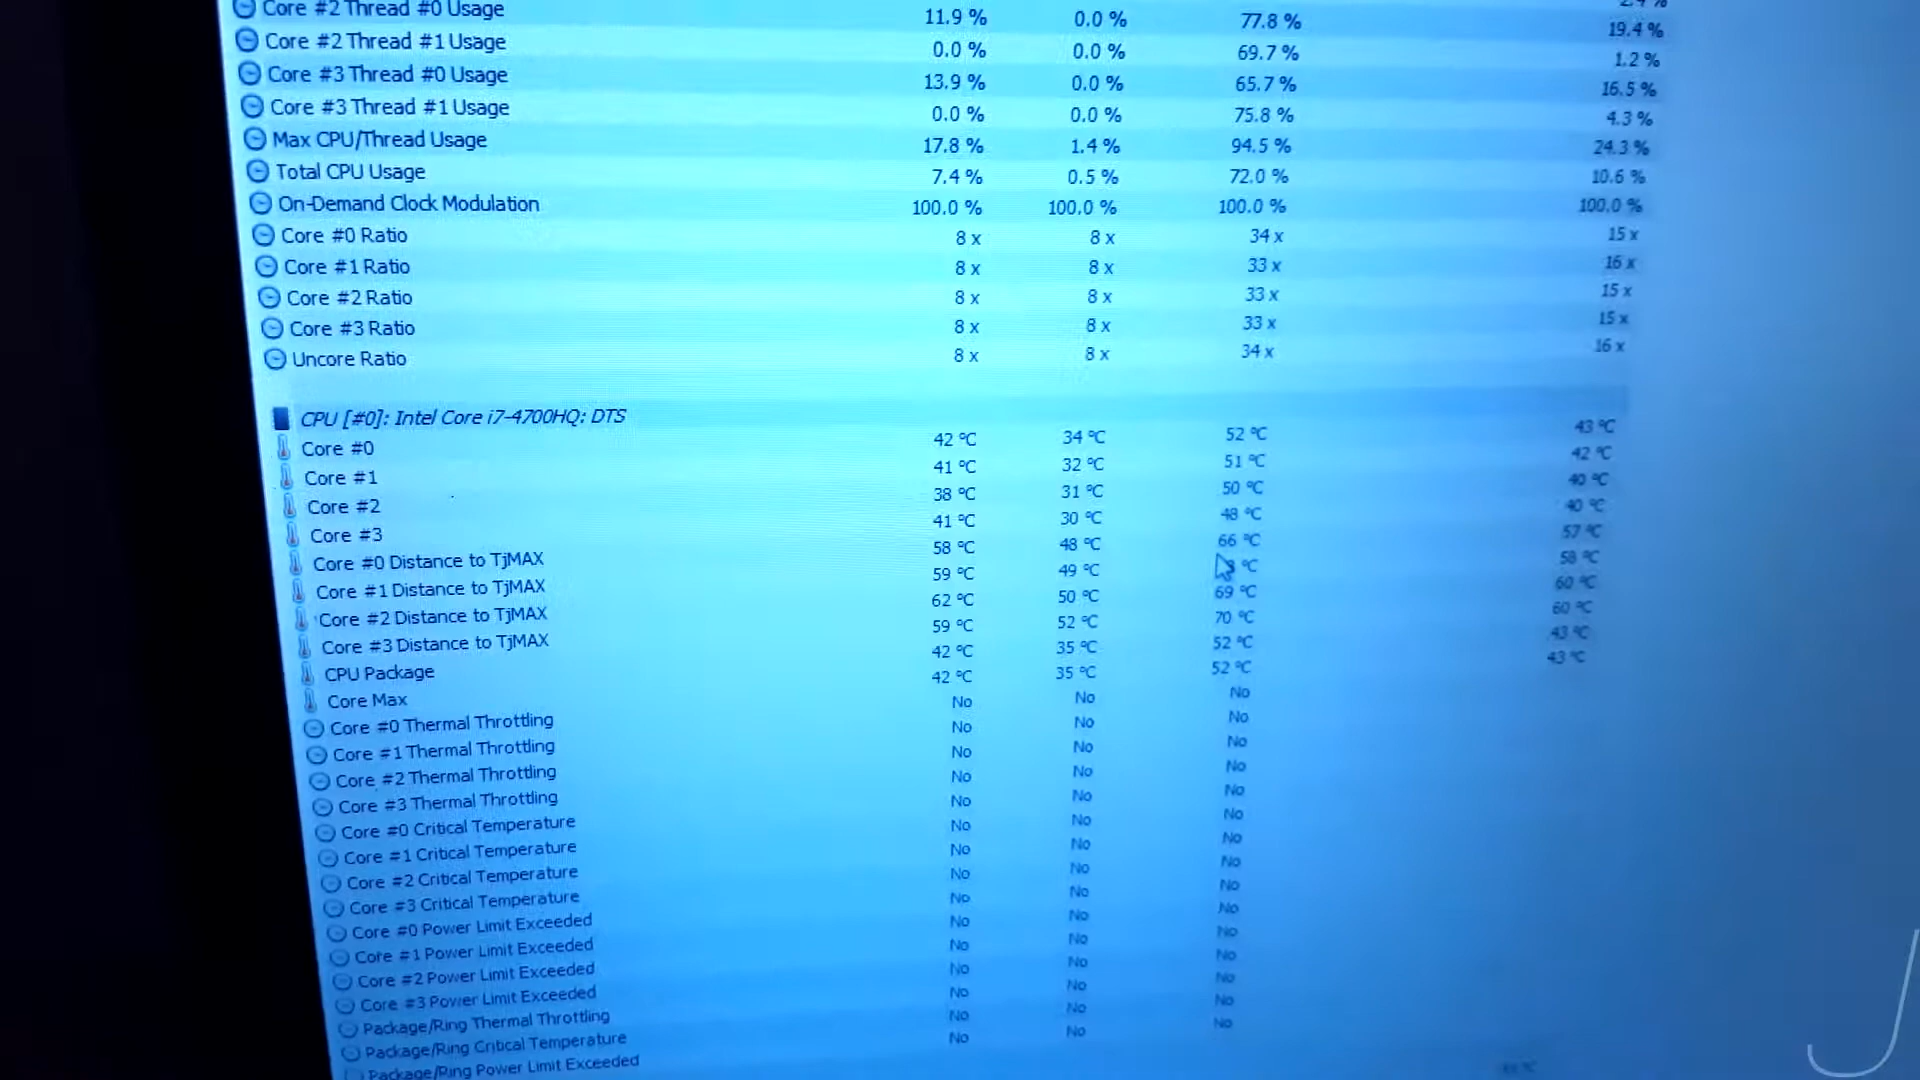 Core #2 Thread #0 Usage 11.9 % 0.0 % 77.8 %
Core #2 Thread #1 Usage 0.0 % 0.0 % 69.7 % 19.4 %
Core #3 Thread #0 Usage 13.9 % 0.0 % 65.7 % 1.2 %
Core #3 Thread #1 Usage 0.0 % 0.0 % 75.8 % 16.5 %
Max CPU/Thread Usage 17.8 % 1.4 % 94.5 % 4.3 %
Total CPU Usage 7.4 % 0.5 % 72.0 % 24.3 %
On-Demand Clock Modulation 100.0 % 100.0 % 100.0 % 10.6 %
Core #0 Ratio 8 x 8 x 34 x 100.0 %
Core #1 Ratio 8 x 8 x 33 x 15 x
Core #2 Ratio 8 x 8 x 33 x 16 x
Core #3 Ratio 8 x 8 x 33 x 15 x
Uncore Ratio 8 x 8 x 34 x 15 x
16 x
CPU [#0]: Intel Core i7-4700HQ: DTS
Core #0 42 °C 34 °C 52 °C 43 °C
Core #1 41 °C 32 °C 51 °C 42 °C
Core #2 38 °C 31 °C 50 °C 40 °C
Core #3 41 °C 30 °C 48 °C 40 °C
Core #0 Distance to TjMAX 58 °C 48 °C 66 °C 57 °C
Core #1 Distance to TjMAX 59 °C 49 °C °C 58 °C
Core #2 Distance to TjMAX 62 °C 50 °C 69 °C 60 °C
Core #3 Distance to TjMAX 59 °C 52 °C 70 °C 60 °C
CPU Package 42 °C 35 °C 52 °C 43 °C
Core Max 42 °C 35 °C 52 °C 43 °C
Core #0 Thermal Throttling No No No
Core #1 Thermal Throttling No No No
Core #2 Thermal Throttling No No No
Core #3 Thermal Throttling No No No
Core #0 Critical Temperature No No No
Core #1 Critical Temperature No No No
Core #2 Critical Temperature No No No
Core #3 Critical Temperature No No No
Core #0 Power Limit Exceeded No No No
Core #1 Power Limit Exceeded No No No
Core #2 Power Limit Exceeded No No No
Core #3 Power Limit Exceeded No No No
Package/Ring Thermal Throttling No No No
Package/Ring Critical Temperature No No No
Package/Ring Power Limit Exceeded No No No